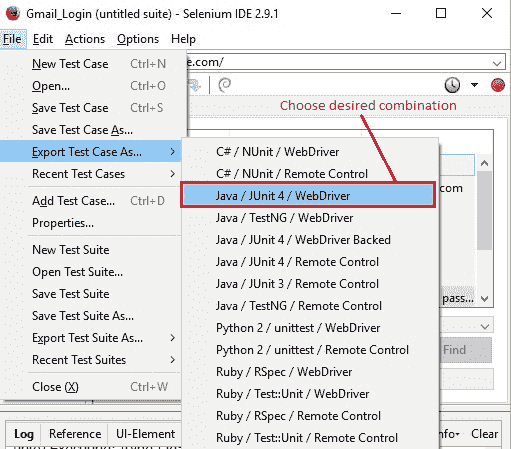 Gmail_Login (untitled suite) - Selenium IDE 2.9.1
File Edit Actions Options Help
New Test Case Ctrl+N
e.com/
Open... Ctrl+O
Save Test Case Ctrl+S
Choose desired combination
Save Test Case As...
Export Test Case As...
C# / NUnit / WebDriver
Recent Test Cases
C# / NUnit / Remote Control
Java / JUnit 4 / WebDriver
com
Add Test Case... Ctrl+D
Java / TestNG / WebDriver
Properties...
Java / JUnit 4 / WebDriver Backed
New Test Suite
Java / JUnit 4 / Remote Control
Open Test Suite...
Java / JUnit 3 / Remote Control
Save Test Suite
Java / TestNG / Remote Control
pass...
Save Test Suite As...
Python 2 / unittest / WebDriver
Export Test Suite As...
Python 2 / unittest / Remote Control
Find
Recent Test Suites
Ruby / RSpec / WebDriver
Close (X) Ctrl+W
Ruby / Test::Unit / WebDriver
Ruby / RSpec / Remote Control
Log Reference UI-Element
Ruby / Test::Unit / Remote Control
Info Clear